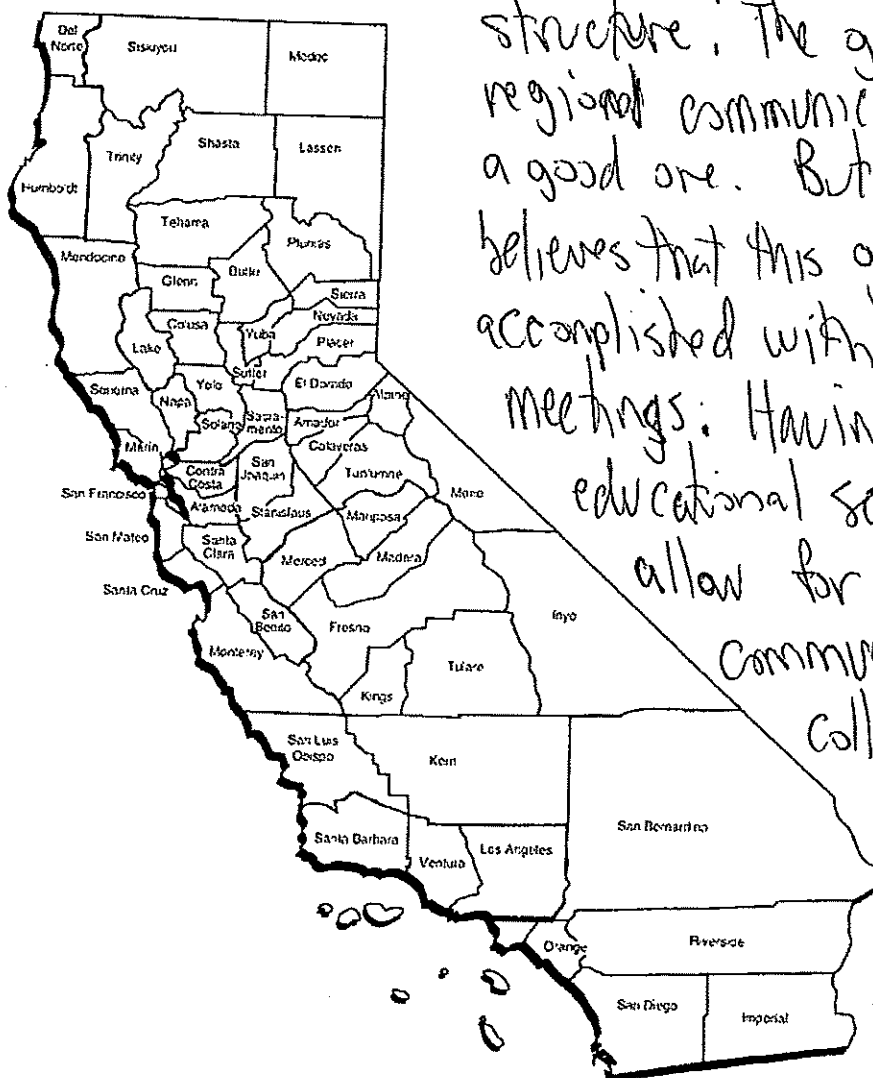 structure. The g
regional communic
a good one. But
believes that this o
accomplished with
meetings. Havin
educational se
allow for
commu
coll
Del
Norte
Siskiyou
Modoc
Humboldt
Trinity
Shasta
Lassen
Tehama
Plumas
Mendocino
Glenn
Butte
Sierra
Lake
Colusa
Yuba
Nevada
Placer
Sutter
Sonoma
Napa
Yolo
El Dorado
Alpine
Solano
Sacra-
mento
Amador
Marin
Calaveras
Contra
Costa
San
Joaquin
Tuolumne
Mono
San Francisco
Alameda
Stanislaus
Mariposa
San Mateo
Santa
Clara
Merced
Madera
Santa Cruz
San
Benito
Fresno
Inyo
Monterey
Kings
Tulare
San Luis
Obispo
Kern
San Bernardino
Santa Barbara
Ventura
Los Angeles
Orange
Riverside
San Diego
Imperial